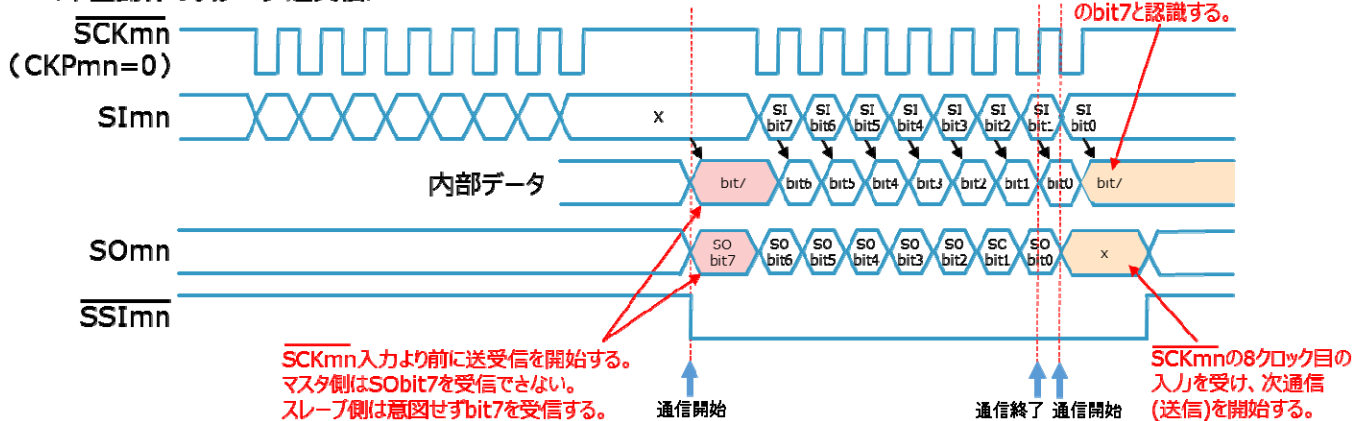 のbit7と認識する。
SCKmn
(CKPmn=0)
SImn
x
SI bit7
SI bit6
SI bit5
SI bit4
SI bit3
SI bit2
SI bit1
SI bit0
内部データ
bit7
bit6
bit5
bit4
bit3
bit2
bit1
bit0
bit7
SOmn
SO bit7
SO bit6
SO bit5
SO bit4
SO bit3
SO bit2
SC bit1
SO bit0
x
SSImn
SCKmn入力より前に送受信を開始する。
マスタ側はSObit7を受信できない。
スレーブ側は意図せずbit7を受信する。
通信開始
通信終了
通信開始
SCKmnの8クロック目の
入力を受け、次通信
(送信)を開始する。